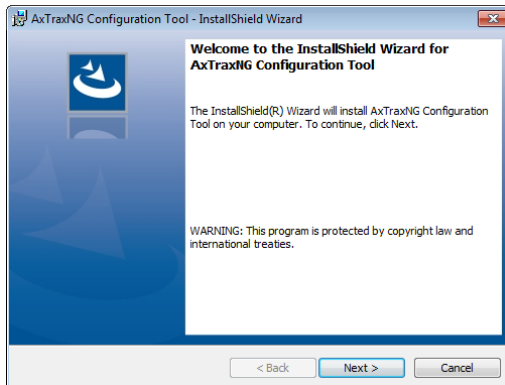 AxTraxNG Configuration Tool - InstallShield Wizard
Welcome to the InstallShield Wizard for
AxTraxNG Configuration Tool
The InstallShield(R) Wizard will install AxTraxNG Configuration
Tool on your computer. To continue, click Next.
WARNING: This program is protected by copyright law and
international treaties.
< Back Next > Cancel